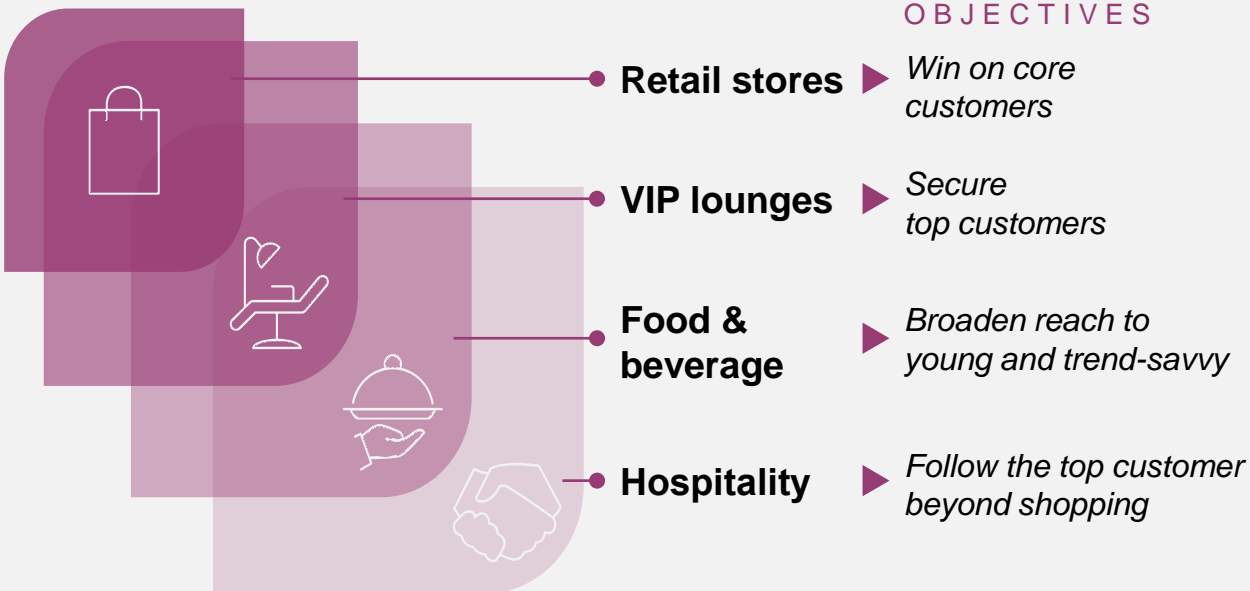 OBJECTIVES
Retail stores
Win on core
customers
VIP lounges
Secure
top customers
Food &
beverage
Broaden reach to
young and trend-savvy
Hospitality
Follow the top customer
beyond shopping